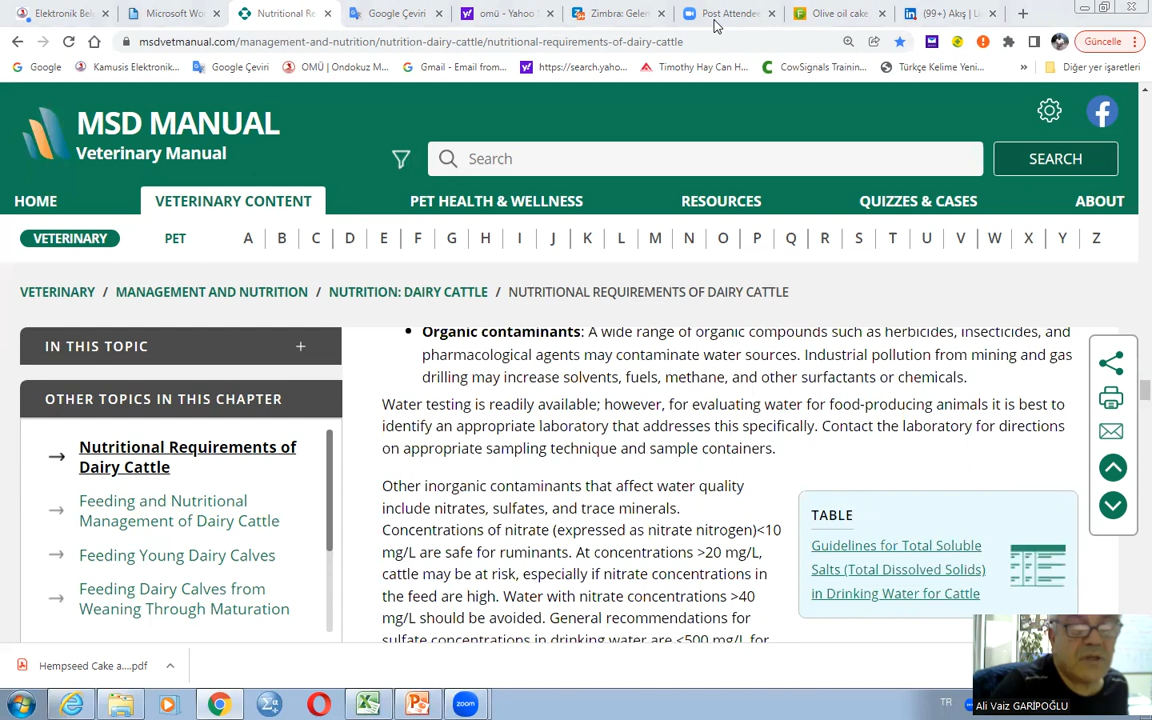 Elektronik Bel
Microsoft Wo
Nutritional Re
Google Çeviri
omü - Yahoo
Zimbra: Geler
Post Attendee
Olive oil cake
(99+) Akış | Li
msdvetmanual.com/management-and-nutrition/nutrition-dairy-cattle/nutritional-requirements-of-dairy-cattle
Güncelle
Google
Kamusis Elektronik...
Google Çeviri
OMÜ | Ondokuz M...
Gmail - Email from...
https://search.yaho...
Timothy Hay Can H...
CowSignals Trainin...
Türkçe Kelime Yeni...
»
Diğer yer işaretleri
MSD MANUAL
Veterinary Manual
Search
SEARCH
HOME
VETERINARY CONTENT
PET HEALTH & WELLNESS
RESOURCES
QUIZZES & CASES
ABOUT
VETERINARY
PET
A | B | C | D | E | F | G | H | I | J | K | L | M | N | O | P | Q | R | S | T | U | V | W | X | Y | Z
VETERINARY / MANAGEMENT AND NUTRITION / NUTRITION: DAIRY CATTLE / NUTRITIONAL REQUIREMENTS OF DAIRY CATTLE
IN THIS TOPIC +
OTHER TOPICS IN THIS CHAPTER
→ Nutritional Requirements of
Dairy Cattle
→ Feeding and Nutritional
Management of Dairy Cattle
→ Feeding Young Dairy Calves
→ Feeding Dairy Calves from
Weaning Through Maturation
• Organic contaminants: A wide range of organic compounds such as herbicides, insecticides, and
pharmacological agents may contaminate water sources. Industrial pollution from mining and gas
drilling may increase solvents, fuels, methane, and other surfactants or chemicals.
Water testing is readily available; however, for evaluating water for food-producing animals it is best to
identify an appropriate laboratory that addresses this specifically. Contact the laboratory for directions
on appropriate sampling technique and sample containers.
Other inorganic contaminants that affect water quality
include nitrates, sulfates, and trace minerals.
Concentrations of nitrate (expressed as nitrate nitrogen)<10
mg/L are safe for ruminants. At concentrations >20 mg/L,
cattle may be at risk, especially if nitrate concentrations in
the feed are high. Water with nitrate concentrations >40
mg/L should be avoided. General recommendations for
sulfate concentrations in drinking water are <500 mg/L for
TABLE
Guidelines for Total Soluble
Salts (Total Dissolved Solids)
in Drinking Water for Cattle
Hempseed Cake a....pdf
zoom
TR
Ali Vaiz GARİPOĞLU